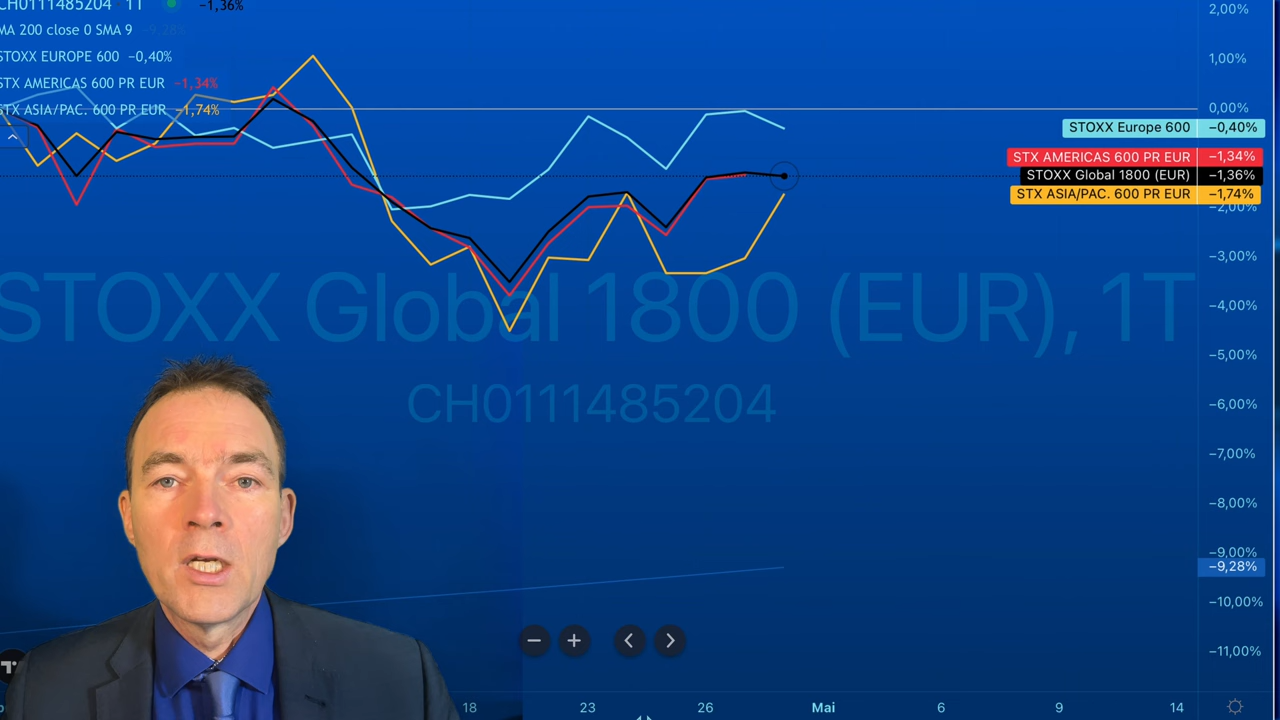 CH0111485204 1T −1,36%
MA 200 close 0 SMA 9 −9,28%
STOXX EUROPE 600 −0,40%
STX AMERICAS 600 PR EUR −1,34%
STX ASIA/PAC. 600 PR EUR −1,74%
2,00%
1,00%
0,00%
STOXX Europe 600 −0,40%
STX AMERICAS 600 PR EUR −1,34%
STOXX Global 1800 (EUR) −1,36%
STX ASIA/PAC. 600 PR EUR −1,74%
−2,00%
−3,00%
−4,00%
−5,00%
−6,00%
−7,00%
−8,00%
−9,00%
−9,28%
−10,00%
−11,00%
STOXX Global 1800 (EUR), 1T
CH0111485204
18 23 26 Mai 6 9 14